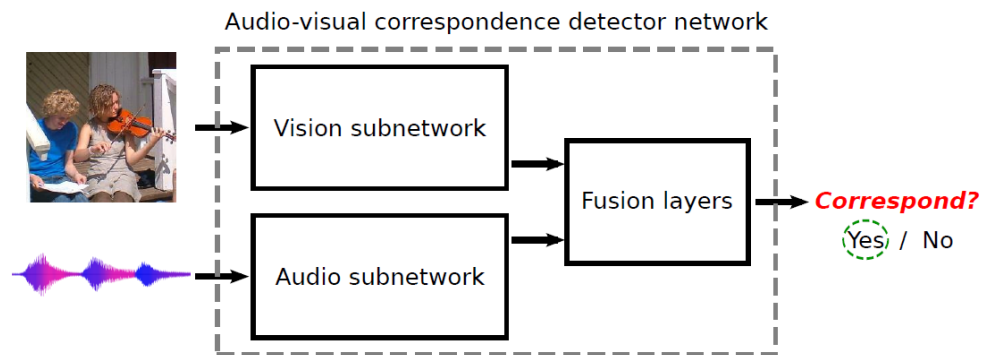 Audio-visual correspondence detector network
Vision subnetwork
Audio subnetwork
Fusion layers
Correspond?
Yes / No